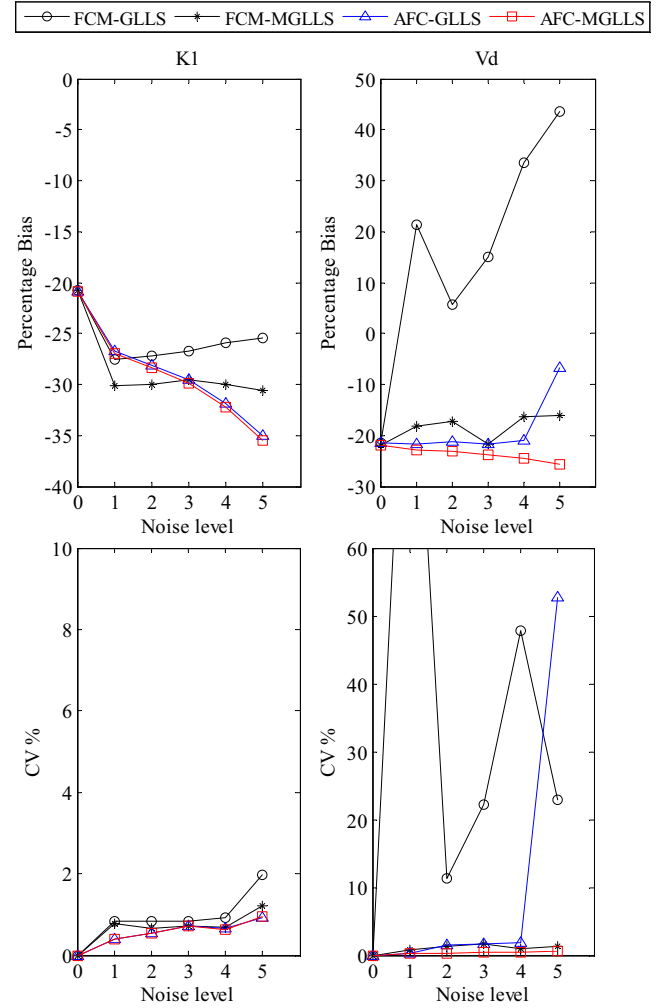 FCM-GLLS FCM-MGLLS AFC-GLLS AFC-MGLLS
K1
0
-5
-10
-15
-20
-25
-30
-35
-40
Percentage Bias
0 1 2 3 4 5
Noise level
Vd
50
40
30
20
10
0
-10
-20
-30
Percentage Bias
0 1 2 3 4 5
Noise level
10
8
6
4
2
0
CV %
0 1 2 3 4 5
Noise level
60
50
40
30
20
10
0
CV %
0 1 2 3 4 5
Noise level